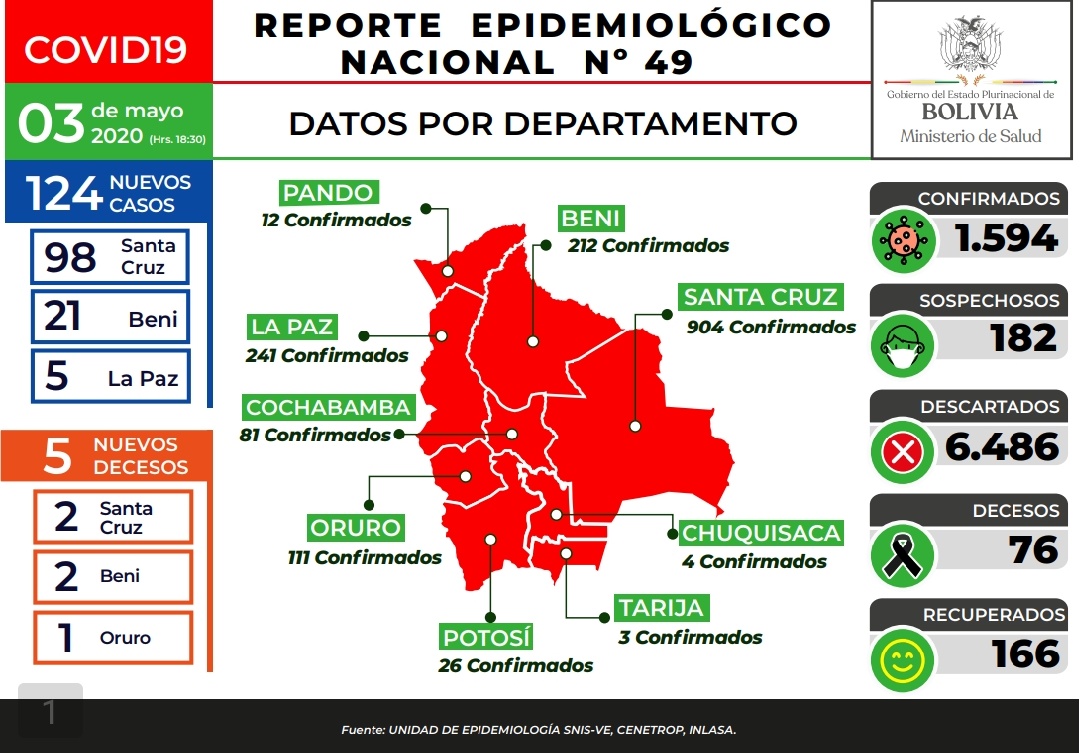 COVID19
03 de mayo
2020 (Hrs. 18:30)
REPORTE EPIDEMIOLÓGICO
NACIONAL Nº 49
DATOS POR DEPARTAMENTO
Gobierno del Estado Plurinacional de
BOLIVIA
Ministerio de Salud
124 NUEVOS
CASOS
98 Santa
Cruz
21 Beni
5 La Paz
5 NUEVOS
DECESOS
2 Santa
Cruz
2 Beni
1 Oruro
PANDO
12 Confirmados
BENI
212 Confirmados
SANTA CRUZ
904 Confirmados
LA PAZ
241 Confirmados
COCHABAMBA
81 Confirmados
ORURO
111 Confirmados
CHUQUISACA
4 Confirmados
TARIJA
3 Confirmados
POTOSÍ
26 Confirmados
CONFIRMADOS
1.594
SOSPECHOSOS
182
DESCARTADOS
6.486
DECESOS
76
RECUPERADOS
166
1
Fuente: UNIDAD DE EPIDEMIOLOGÍA SNIS-VE, CENETROP, INLASA.